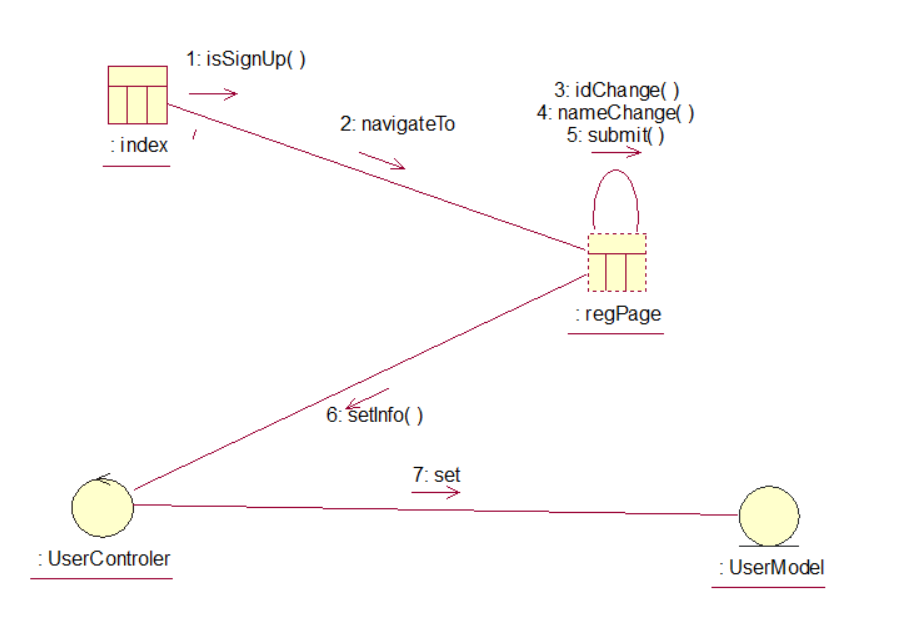 1: isSignUp( )
: index
2: navigateTo
3: idChange( )
4: nameChange( )
5: submit( )
: regPage
6: setInfo( )
7: set
: UserControler
: UserModel